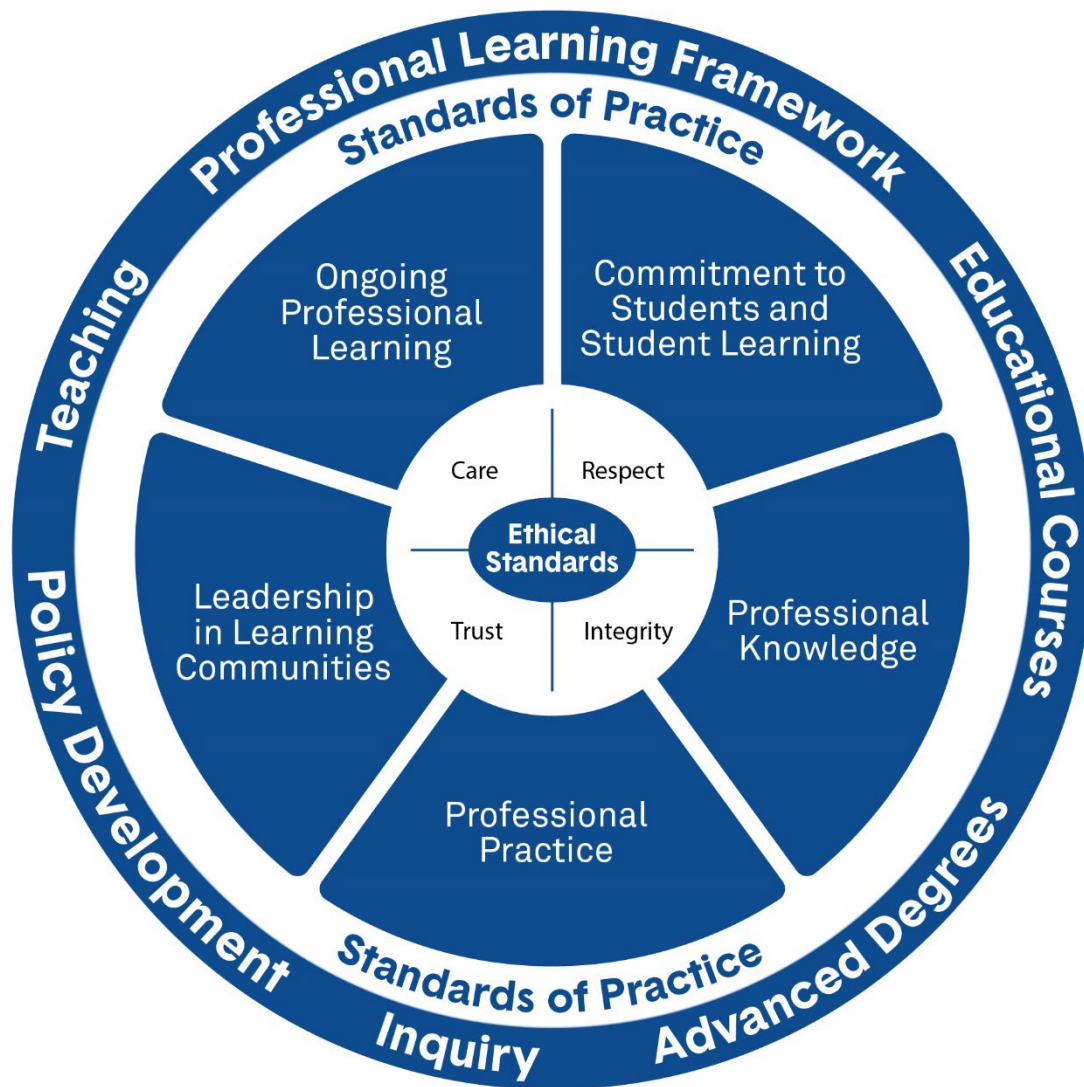 Professional Learning Framework
Educational Courses
Advanced Degrees
Inquiry
Policy Development
Teaching
Standards of Practice
Ongoing
Professional
Learning
Commitment to
Students and
Student Learning
Leadership
in Learning
Communities
Professional
Knowledge
Professional
Practice
Care
Respect
Ethical
Standards
Trust
Integrity
Standards of Practice